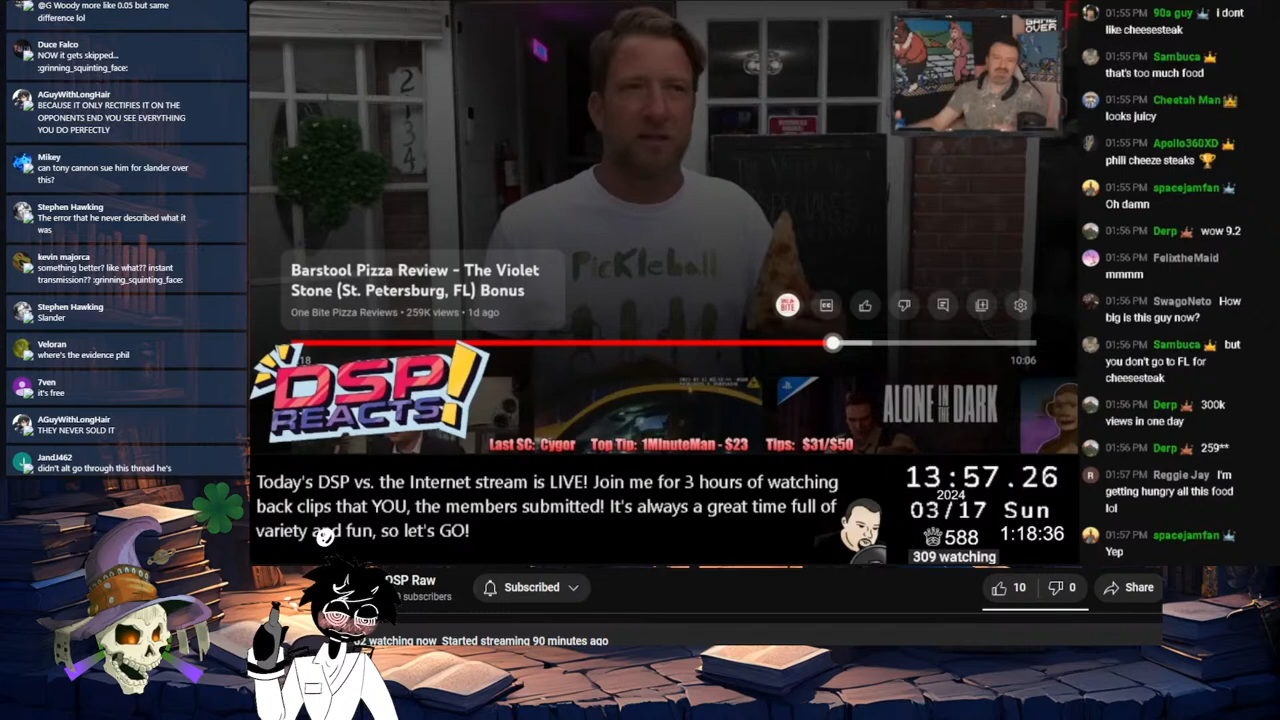 @G Woody more like 0.05 but same
difference lol
Duce Falco
NOW it gets skipped...
:grinning_squinting_face:
AGuyWithLongHair
BECAUSE IT ONLY RECTIFIES IT ON THE
OPPONENTS END YOU SEE EVERYTHING
YOU DO PERFECTLY
Mikey
can tony cannon sue him for slander over
this?
Stephen Hawking
The error that he never described what it
was
kevin majorca
something better? like what?? instant
transmission?? :grinning_squinting_face:
Stephen Hawking
Slander
Veloran
where's the evidence phil
7ven
it's free
AGuyWithLongHair
THEY NEVER SOLD IT
JandJ462
didn't alt go through this thread he's
2
1
3
4
GAME
OVER
PicKleball
Barstool Pizza Review - The Violet
Stone (St. Petersburg, FL) Bonus
One Bite Pizza Reviews • 259K views • 1d ago
ONE
BITE
18
10:06
DSP!
REACTS
ALONE IN THE DARK
Last SC: Cygor Top Tip: 1MinuteMan - $23 Tips: $31/$50
Today's DSP vs. the Internet stream is LIVE! Join me for 3 hours of watching
back clips that YOU, the members submitted! It's always a great time full of
variety and fun, so let's GO!
13:57.26
2024
03/17 Sun
588
1:18:36
309 watching
DSP Raw
subscribers
Subscribed
10
0
Share
watching now Started streaming 90 minutes ago
01:55 PM 90s guy i dont
like cheesesteak
01:55 PM Sambuca
that's too much food
01:55 PM Cheetah Man
looks juicy
01:55 PM Apollo360XD
phili cheeze steaks
01:55 PM spacejamfan
Oh damn
01:56 PM Derp wow 9.2
01:56 PM FelixtheMaid
mmmm
01:56 PM SwagoNeto How
big is this guy now?
01:56 PM Sambuca but
you don't go to FL for
cheesesteak
01:56 PM Derp 300k
views in one day
01:56 PM Derp 259**
R
01:57 PM Reggie Jay I'm
getting hungry all this food
lol
01:57 PM spacejamfan
Yep